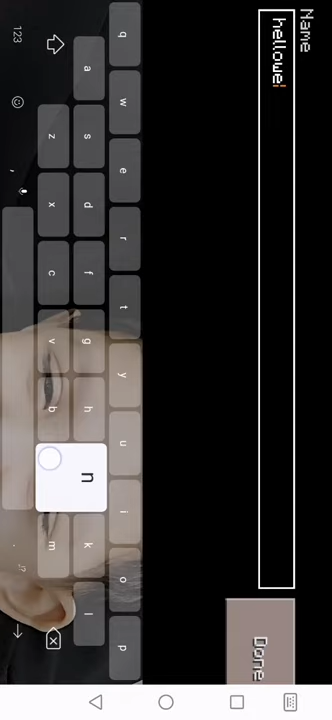 Name
hellowe
Done
q w e r t y u i o p
a s d f g h k l
z x c v b n m
123 , . !?